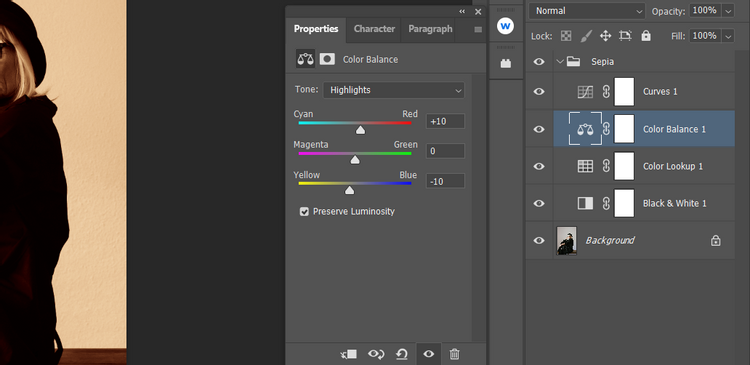 Properties Character Paragraph
Color Balance
Tone: Highlights
Cyan Red +10
Magenta Green 0
Yellow Blue -10
Preserve Luminosity
w
Normal Opacity: 100%
Lock: Fill: 100%
Sepia
Curves 1
Color Balance 1
Color Lookup 1
Black & White 1
Background